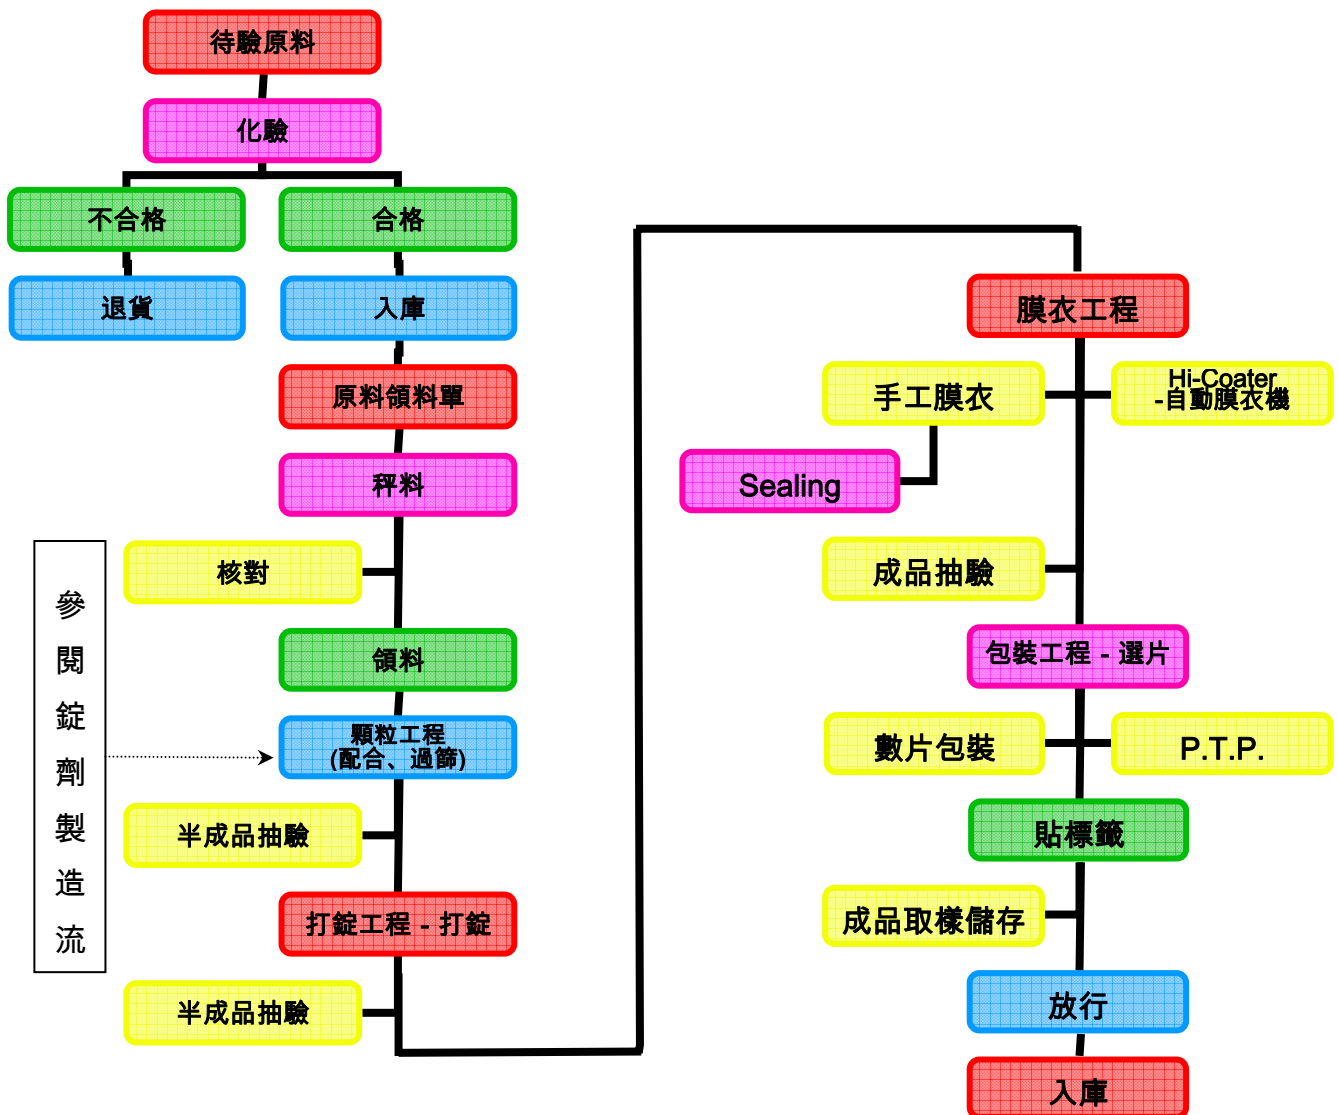 待驗原料
化驗
不合格
合格
退貨
入庫
原料領料單
秤料
核對
領料
顆粒工程
(配合、過篩)
半成品抽驗
打錠工程 - 打錠
半成品抽驗
參閱錠劑製造流
膜衣工程
手工膜衣
Hi-Coater
-自動膜衣機
Sealing
成品抽驗
包裝工程 - 選片
數片包裝
P.T.P.
貼標籤
成品取樣儲存
放行
入庫